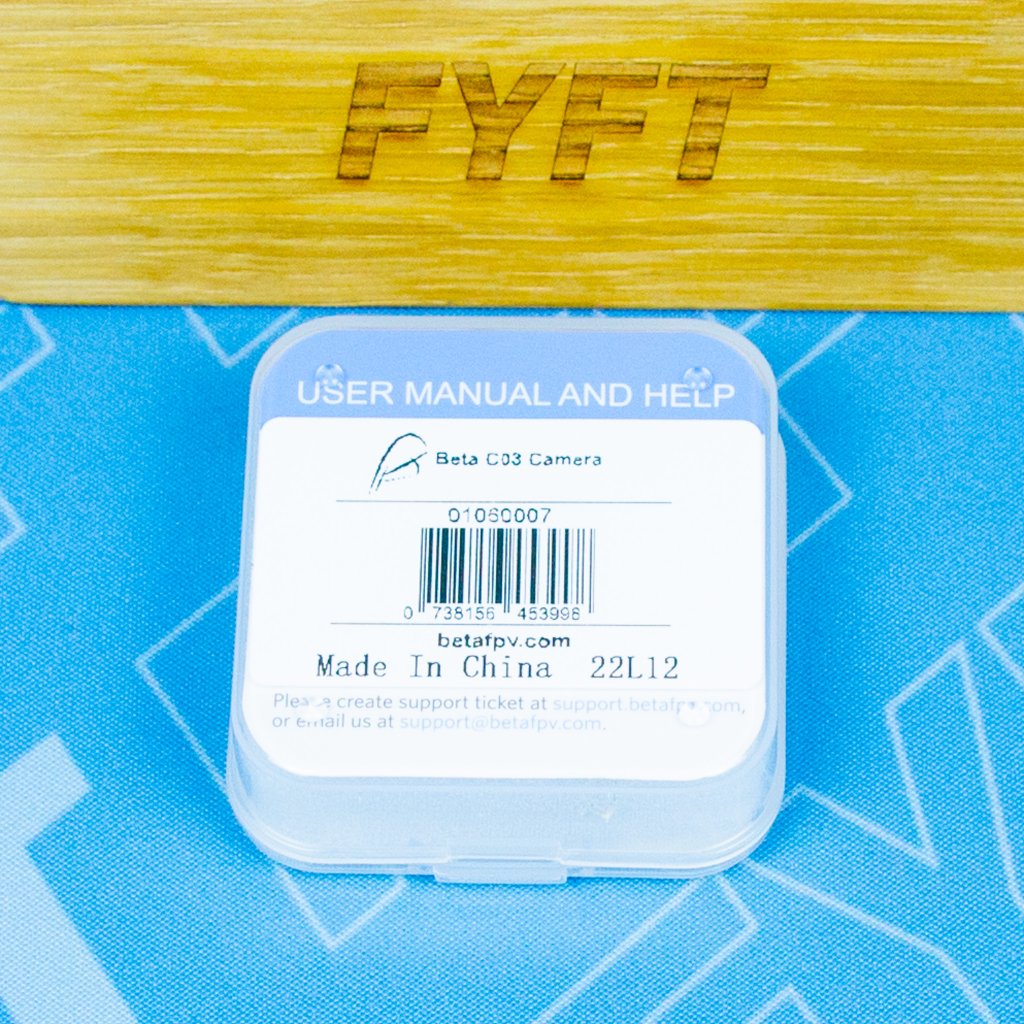 FYFT
USER MANUAL AND HELP
Beta C03 Camera
01060007
0 738156 453998
betafpv.com
Made In China 22L12
Please create support ticket at support.betafpv.com,
or email us at support@betafpv.com.